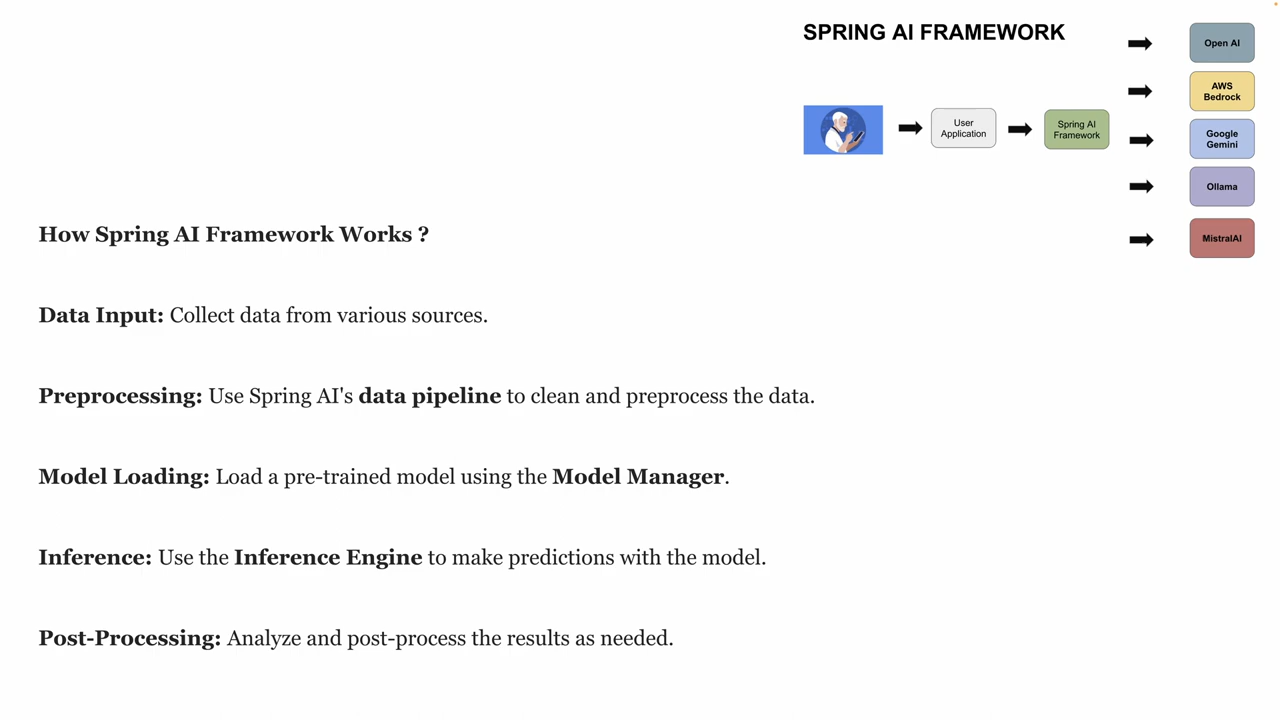 SPRING AI FRAMEWORK
User
Application
Spring AI
Framework
Open AI
AWS
Bedrock
Google
Gemini
Ollama
MistralAI
How Spring AI Framework Works ?
Data Input: Collect data from various sources.
Preprocessing: Use Spring AI's data pipeline to clean and preprocess the data.
Model Loading: Load a pre-trained model using the Model Manager.
Inference: Use the Inference Engine to make predictions with the model.
Post-Processing: Analyze and post-process the results as needed.